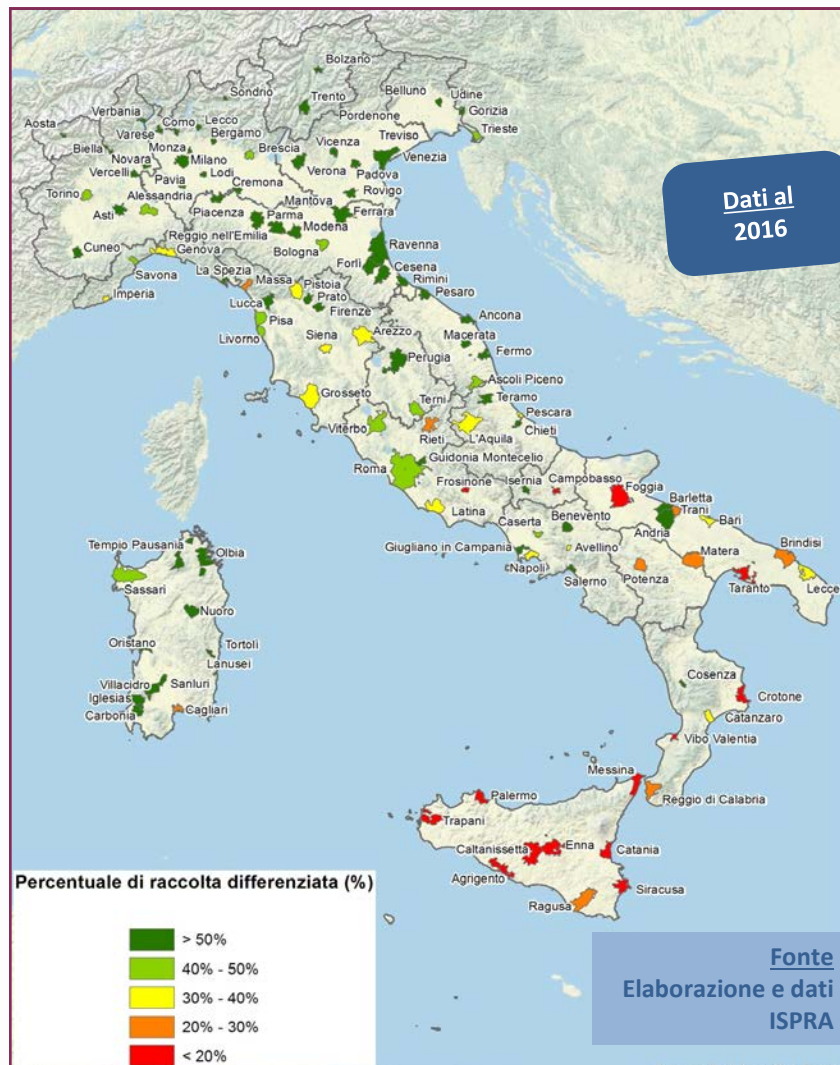 Bolzano
Sondrio
Trento
Belluno
Udine
Pordenone
Gorizia
Verbania
Como
Lecco
Aosta
Varese
Bergamo
Trieste
Treviso
Biella
Monza
Brescia
Vicenza
Novara
Milano
Verona
Venezia
Vercelli
Pavia
Lodi
Padova
Torino
Alessandria
Cremona
Mantova
Rovigo
Asti
Piacenza
Parma
Ferrara
Modena
Reggio nell'Emilia
Cuneo
Genova
Bologna
Ravenna
Savona
La Spezia
Massa
Forlì
Cesena
Imperia
Pistoia
Rimini
Lucca
Prato
Pesaro
Firenze
Pisa
Ancona
Siena
Arezzo
Macerata
Livorno
Perugia
Fermo
Ascoli Piceno
Grosseto
Terni
Teramo
Pescara
Viterbo
Rieti
L'Aquila
Chieti
Roma
Guidonia Montecelio
Frosinone
Isernia
Campobasso
Foggia
Barletta
Latina
Trani
Caserta
Benevento
Bari
Andria
Brindisi
Giugliano in Campania
Avellino
Matera
Napoli
Potenza
Salerno
Taranto
Lecce
Tempio Pausania
Olbia
Sassari
Nuoro
Oristano
Tortolì
Lanusei
Villacidro
Sanluri
Iglesias
Carbonia
Cagliari
Cosenza
Crotone
Catanzaro
Vibo Valentia
Messina
Palermo
Reggio di Calabria
Trapani
Caltanissetta
Enna
Catania
Agrigento
Siracusa
Ragusa
Dati al
2016
Percentuale di raccolta differenziata (%)
> 50%
40% - 50%
30% - 40%
20% - 30%
< 20%
Fonte
Elaborazione e dati
ISPRA